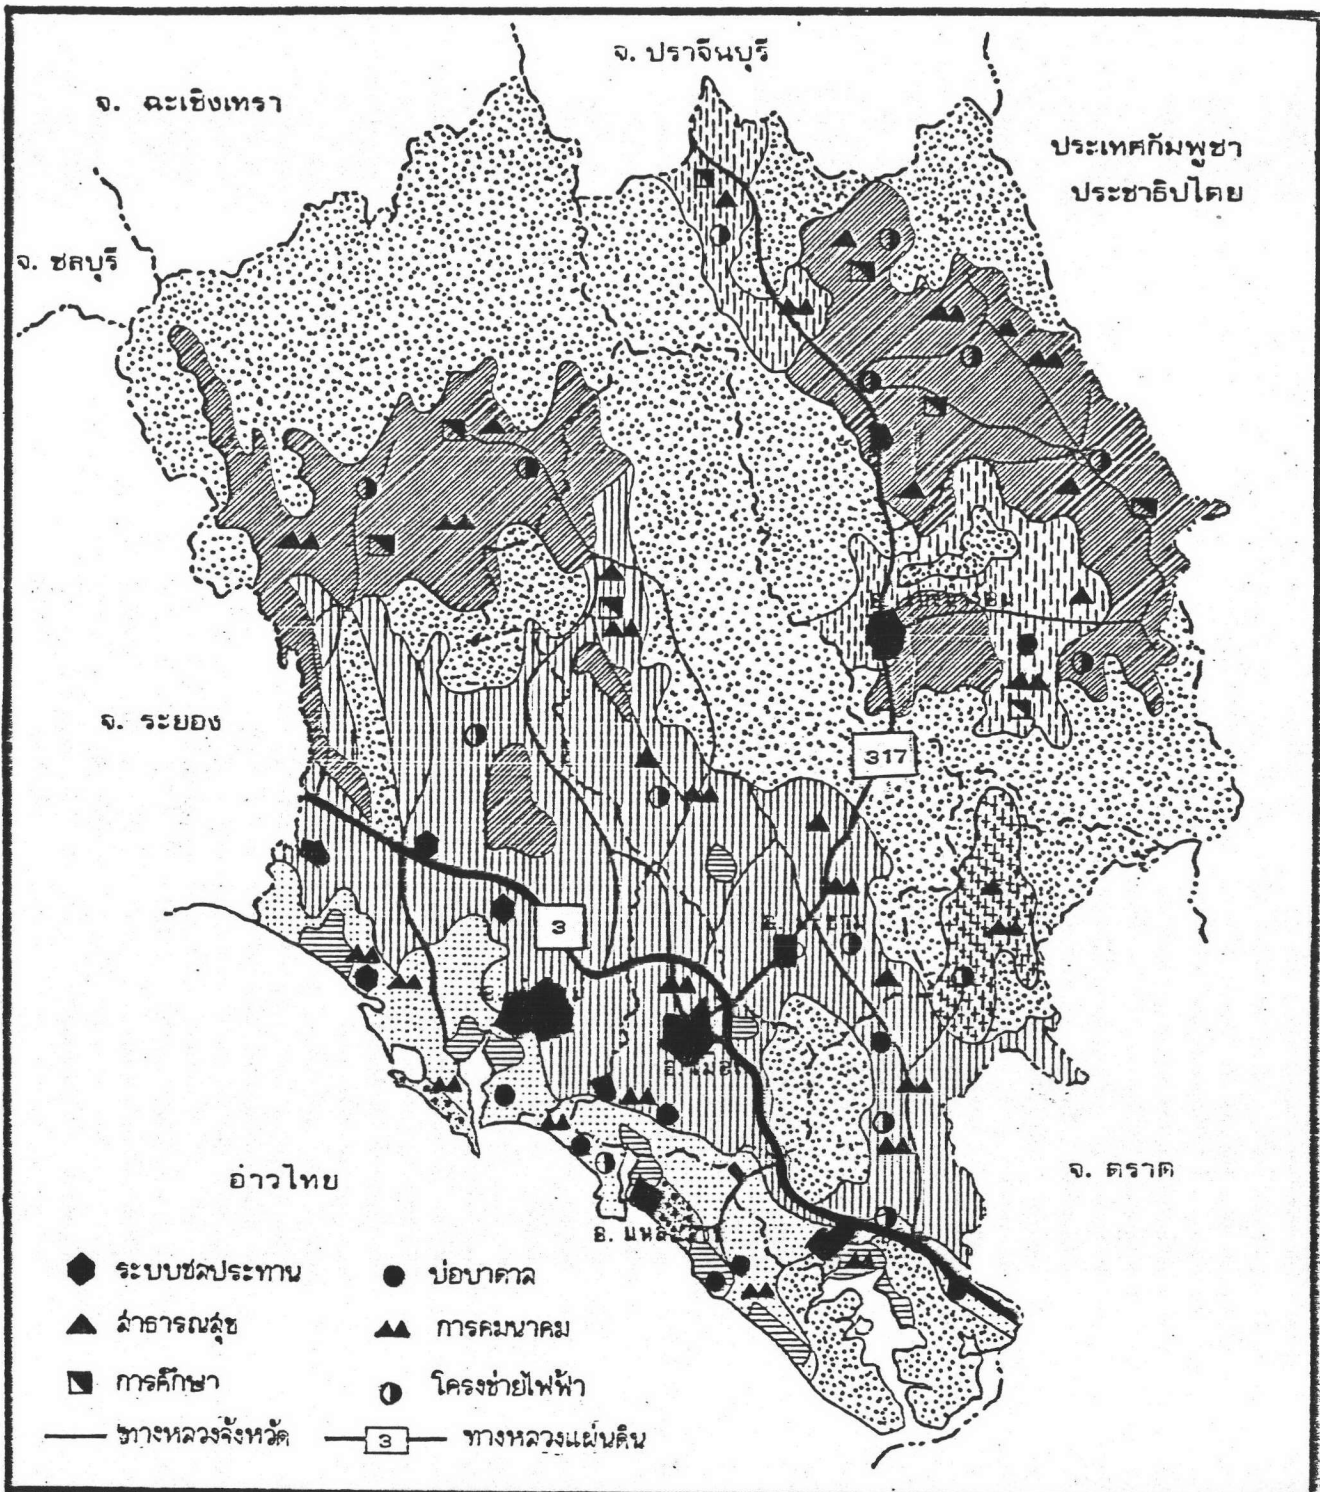 จ. ปราจีนบุรี
จ. ฉะเชิงเทรา
ประเทศกัมพูชา
ประชาธิปไตย
จ. ชลบุรี
จ. ระยอง
317
3
อ่าวไทย
จ. ตราด
ระบบชลประทาน
บ่อบาดาล
สาธารณสุข
การคมนาคม
การศึกษา
โครงข่ายไฟฟ้า
ทางหลวงจังหวัด
3 ทางหลวงแผ่นดิน